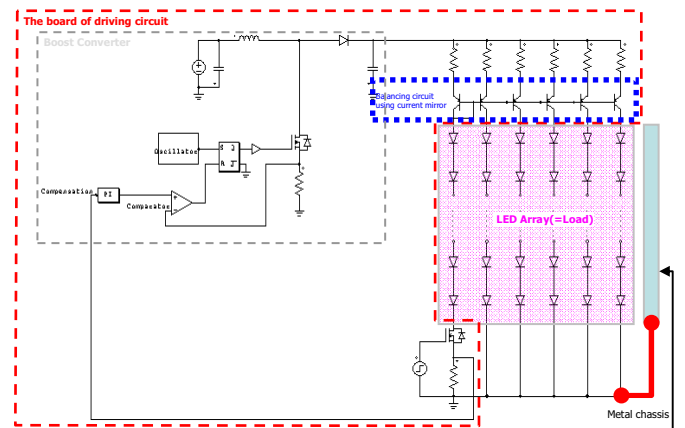 The board of driving circuit
Boost Converter
Balancing circuit
using current mirror
Oscillator
S Q
R Q
Compensation
PI
Comparator
LED Array(=Load)
Metal chassis